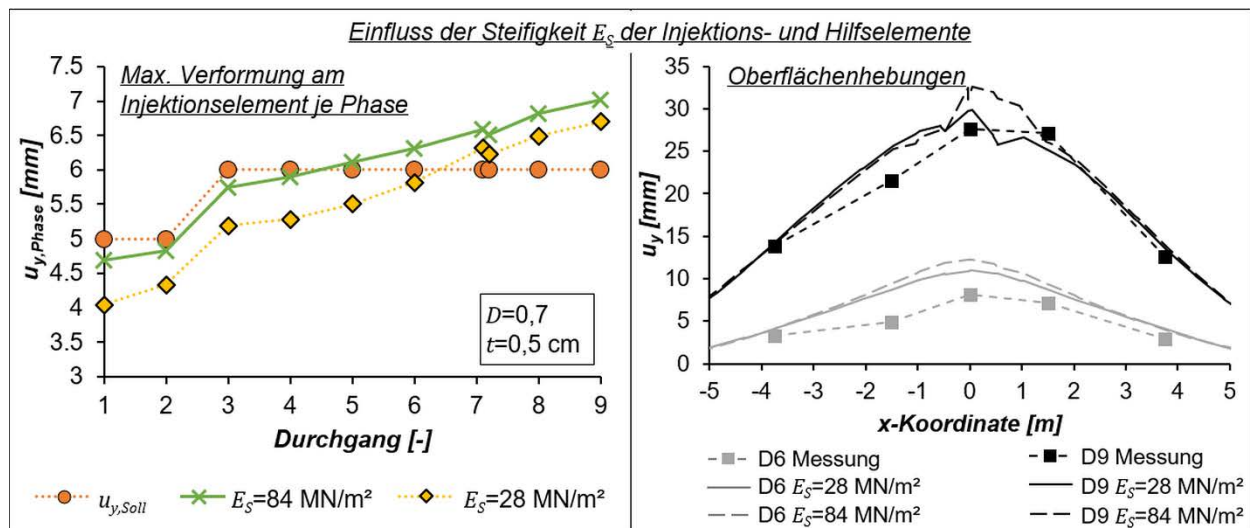 Einfluss der Steifigkeit E_S der Injektions- und Hilfselemente
Max. Verformung am
Injektionselement je Phase
u_y,Phase [mm]
7.5
7
6.5
6
5.5
5
4.5
4
3.5
3
1 2 3 4 5 6 7 8 9
Durchgang [-]
D=0,7
t=0,5 cm
u_y,Soll E_S=84 MN/m² E_S=28 MN/m²
Oberflächenhebungen
u_y [mm]
35
30
25
20
15
10
5
0
-5 -4 -3 -2 -1 0 1 2 3 4 5
x-Koordinate [m]
D6 Messung D9 Messung
D6 E_S=28 MN/m² D9 E_S=28 MN/m²
D6 E_S=84 MN/m² D9 E_S=84 MN/m²